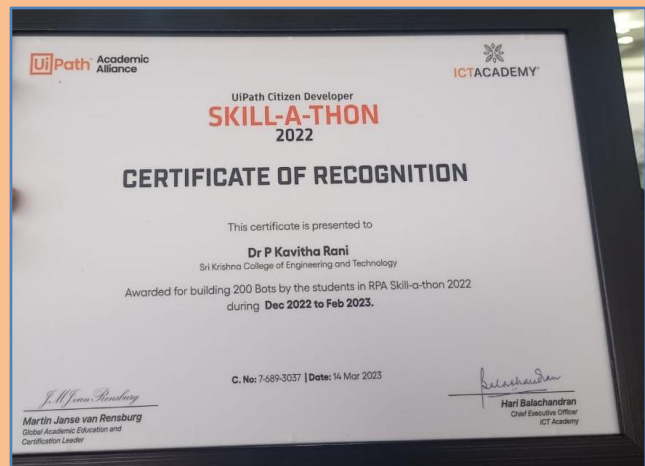 UiPath Academic
Alliance
ICTACADEMY
UiPath Citizen Developer
SKILL-A-THON
2022
CERTIFICATE OF RECOGNITION
This certificate is presented to
Dr P Kavitha Rani
Sri Krishna College of Engineering and Technology
Awarded for building 200 Bots by the students in RPA Skill-a-thon 2022
during Dec 2022 to Feb 2023.
C. No: 7-689-3037 | Date: 14 Mar 2023
J.M Jvan Rensburg
Martin Janse van Rensburg
Global Academic Education and
Certification Leader
Balachandran
Hari Balachandran
Chief Executive Officer
ICT Academy